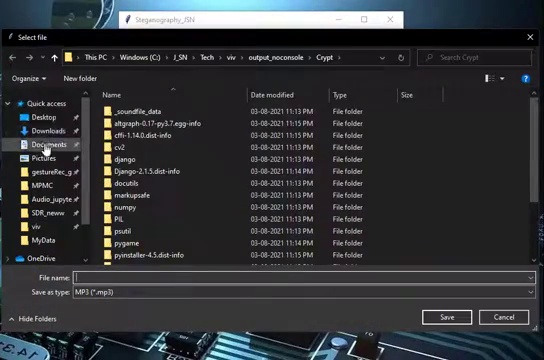 Steganography_JSN
Select file
This PC > Windows (C:) > J_SN > Tech > viv > output_noconsole > Crypt >
Search Crypt
Organize
New folder
Name
Date modified
Type
Size
Quick access
Desktop
Downloads
Documents
Pictures
gestureRec_g
MPMC
Audio_jupyte
SDR_neww
viv
MyData
OneDrive
_soundfile_data 03-08-2021 11:13 PM File folder
altgraph-0.17-py3.7.egg-info 03-08-2021 11:15 PM File folder
cffi-1.14.0.dist-info 03-08-2021 11:15 PM File folder
cv2 03-08-2021 11:13 PM File folder
django 03-08-2021 11:13 PM File folder
Django-2.1.5.dist-info 03-08-2021 11:14 PM File folder
docutils 03-08-2021 11:13 PM File folder
markupsafe 03-08-2021 11:13 PM File folder
numpy 03-08-2021 11:13 PM File folder
PIL 03-08-2021 11:13 PM File folder
psutil 03-08-2021 11:13 PM File folder
pygame 03-08-2021 11:14 PM File folder
pyinstaller-4.5.dist-info 03-08-2021 11:15 PM File folder
File name:
Save as type: MP3 (*.mp3)
Hide Folders
Save
Cancel